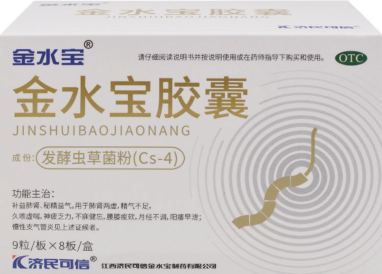 金水宝®
请仔细阅读说明书并按说明使用或在药师指导下购买和使用。
OTC
金水宝胶囊
JINSHUIBAOJIAONANG
成份: 发酵虫草菌粉(Cs-4)
功能主治:
补益肺肾、秘精益气。用于肺肾两虚,精气不足,
久咳虚喘,神疲乏力,不寐健忘,腰膝痠软,月经不调,阳痿早泄;
慢性支气管炎见上述证候者。
9粒/板×8板/盒
济民可信
江西济民可信金水宝制药有限公司